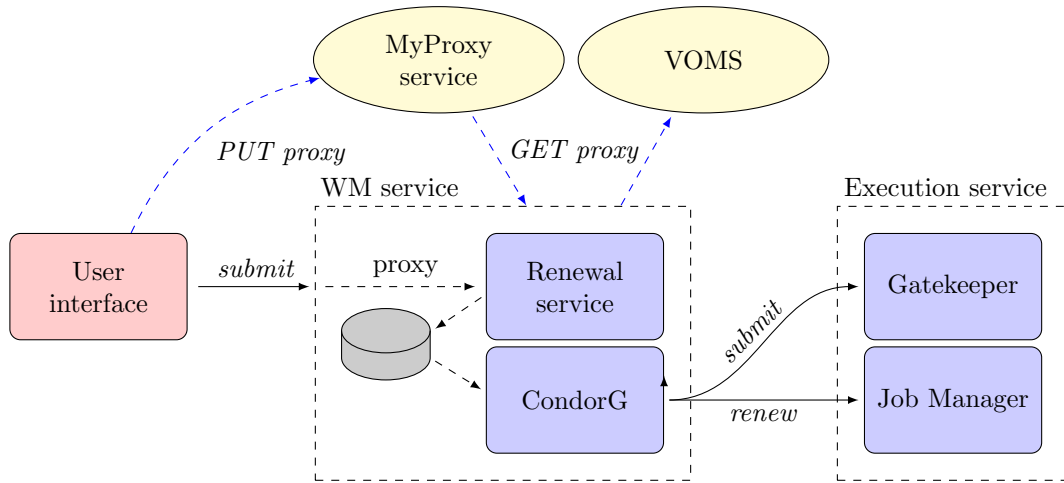 MyProxy
service
VOMS
PUT proxy
GET proxy
WM service
Execution service
User
interface
submit
proxy
Renewal
service
Gatekeeper
submit
CondorG
renew
Job Manager